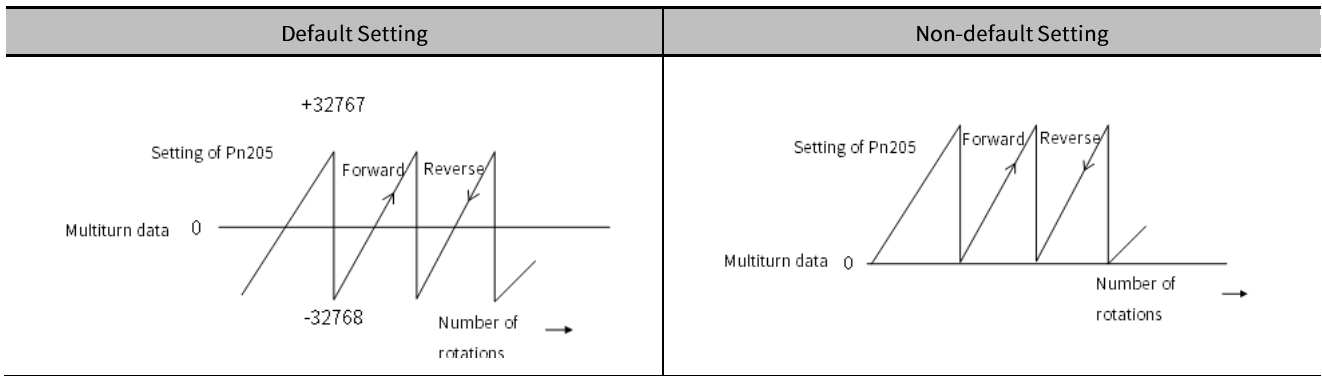 Default Setting
Non-default Setting
+32767
Setting of Pn205
Forward
Reverse
Multiturn data 0
-32768
Number of
rotations
Setting of Pn205
Forward
Reverse
Multiturn data 0
Number of
rotations